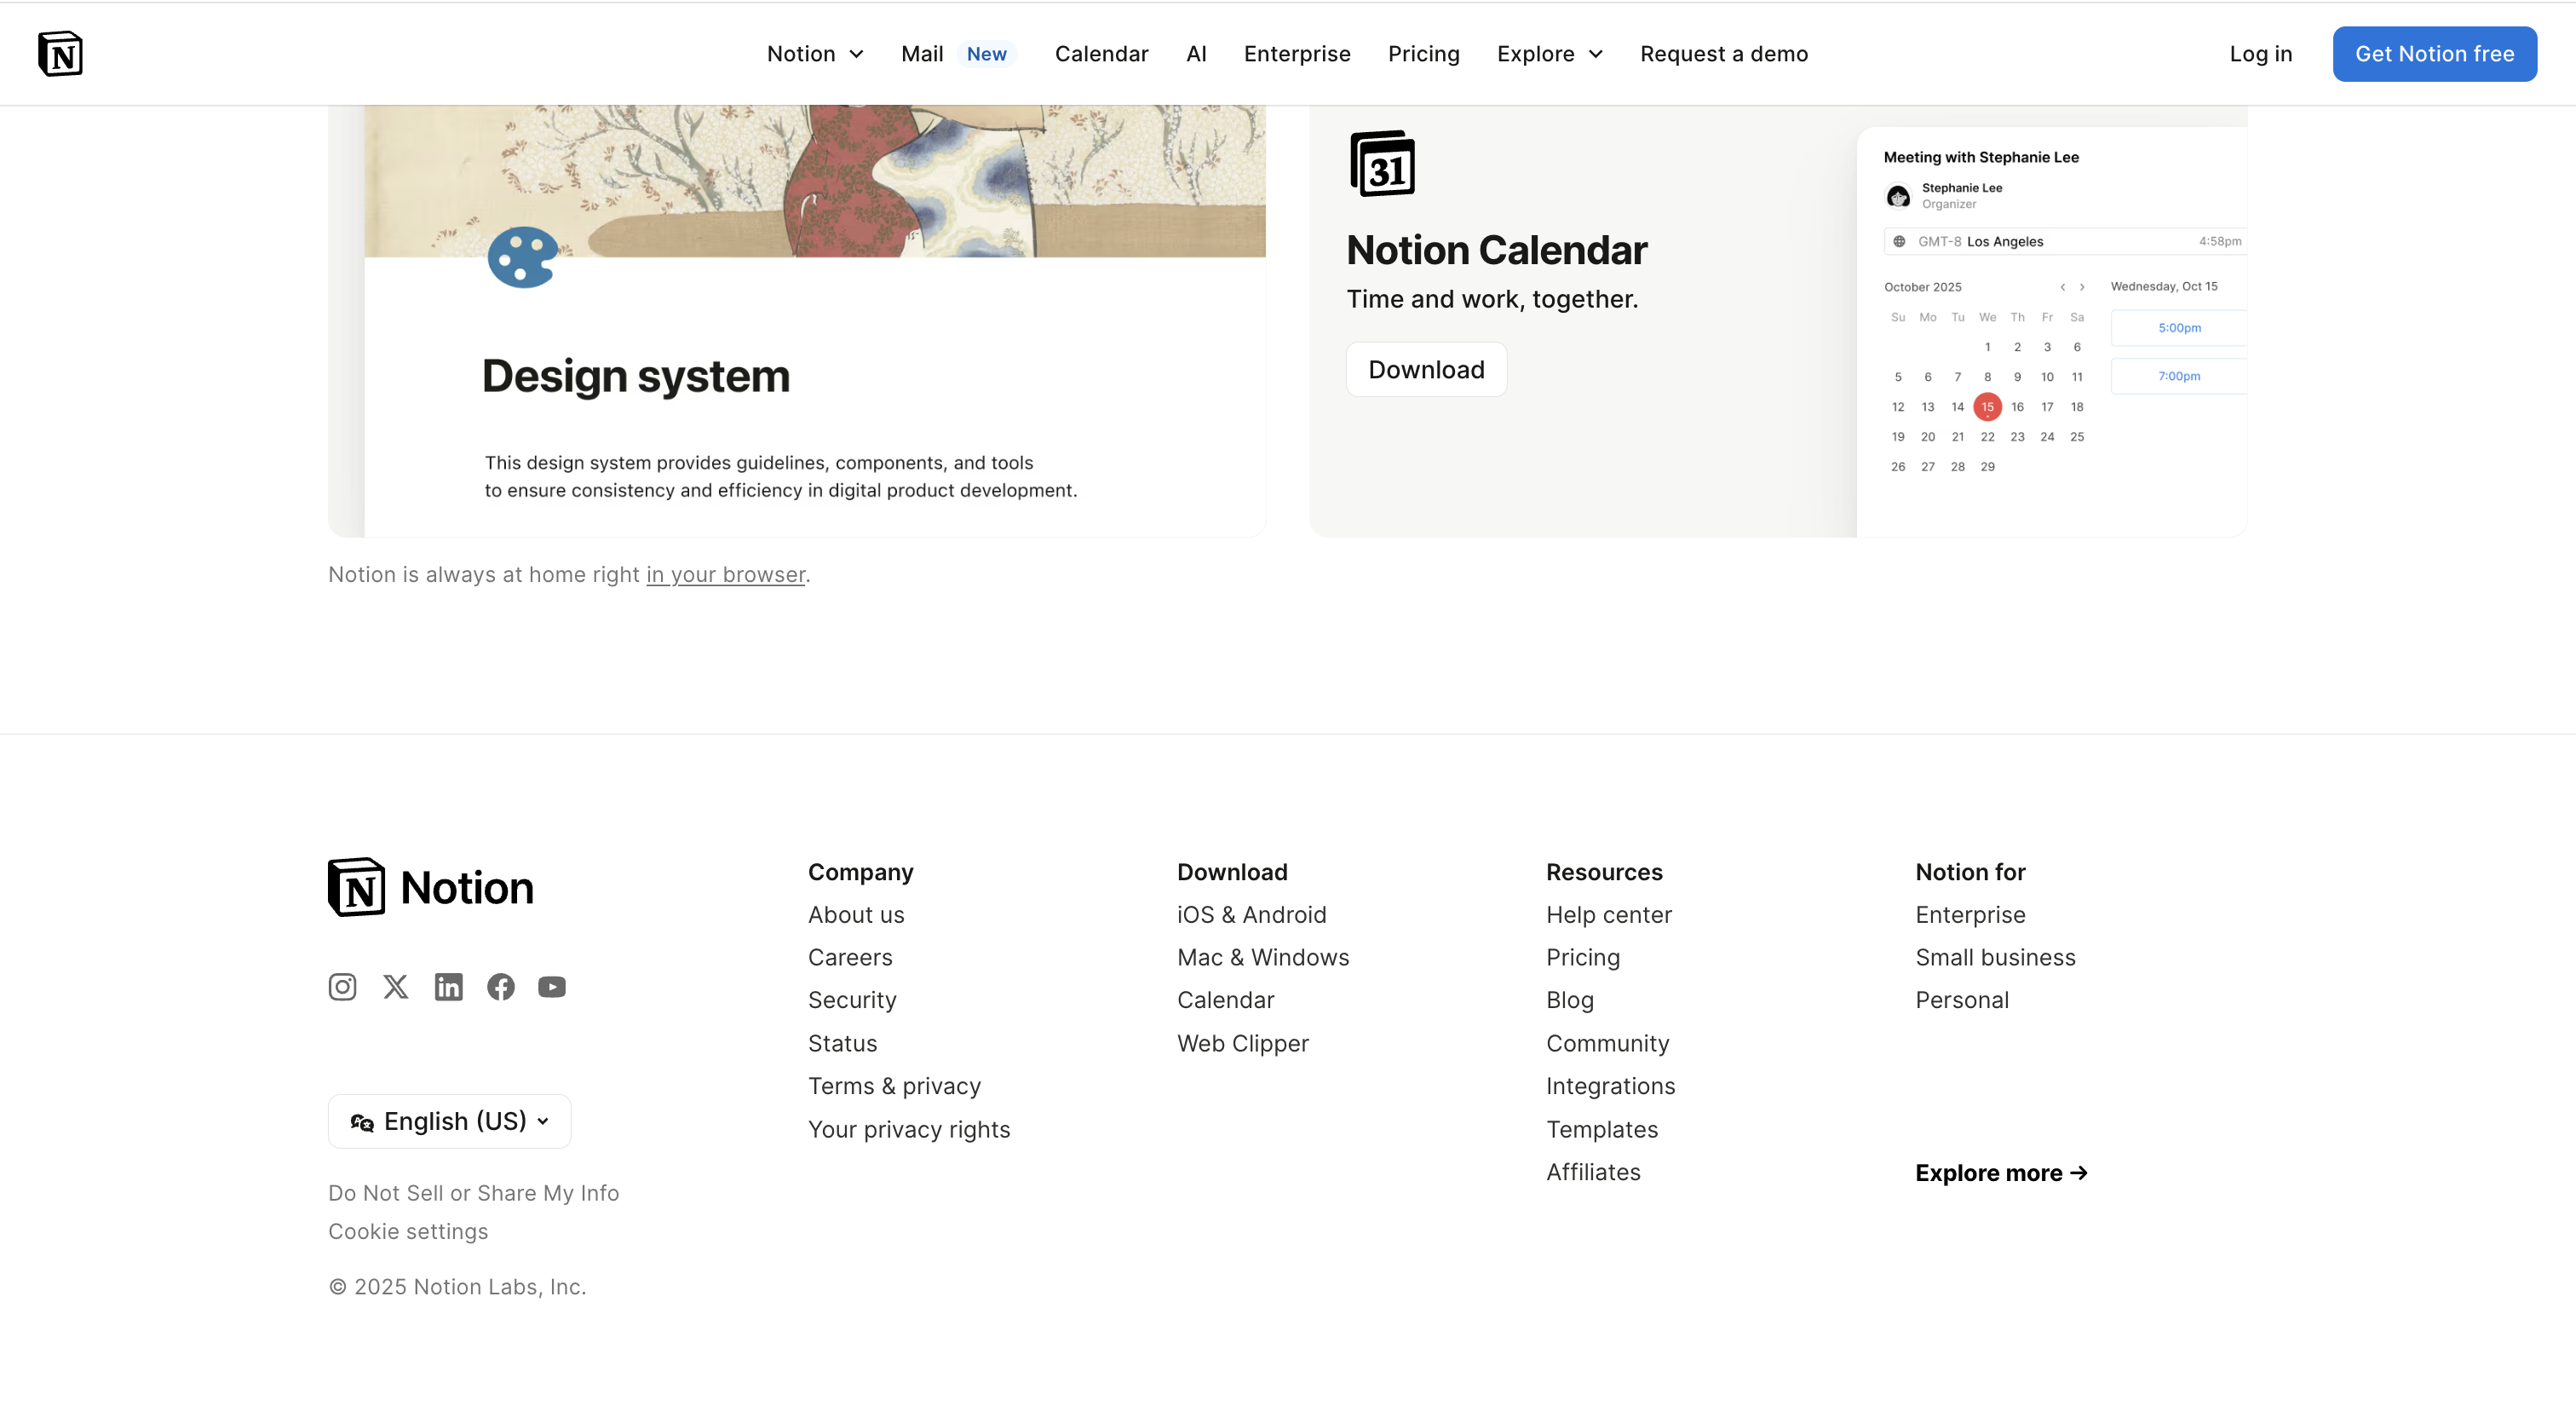 N
Notion
Mail New
Calendar
AI
Enterprise
Pricing
Explore
Request a demo
Log in
Get Notion free
Design system
This design system provides guidelines, components, and tools
to ensure consistency and efficiency in digital product development.
31
Notion Calendar
Time and work, together.
Download
Meeting with Stephanie Lee
Stephanie Lee
Organizer
GMT-8 Los Angeles 4:58pm
October 2025 ‹ ›
Su Mo Tu We Th Fr Sa
1 2 3 6
5 6 7 8 9 10 11
12 13 14 15 16 17 18
19 20 21 22 23 24 25
26 27 28 29
Wednesday, Oct 15
5:00pm
7:00pm
Notion is always at home right in your browser.
N Notion
English (US)
Do Not Sell or Share My Info
Cookie settings
© 2025 Notion Labs, Inc.
Company
About us
Careers
Security
Status
Terms & privacy
Your privacy rights
Download
iOS & Android
Mac & Windows
Calendar
Web Clipper
Resources
Help center
Pricing
Blog
Community
Integrations
Templates
Affiliates
Notion for
Enterprise
Small business
Personal
Explore more →